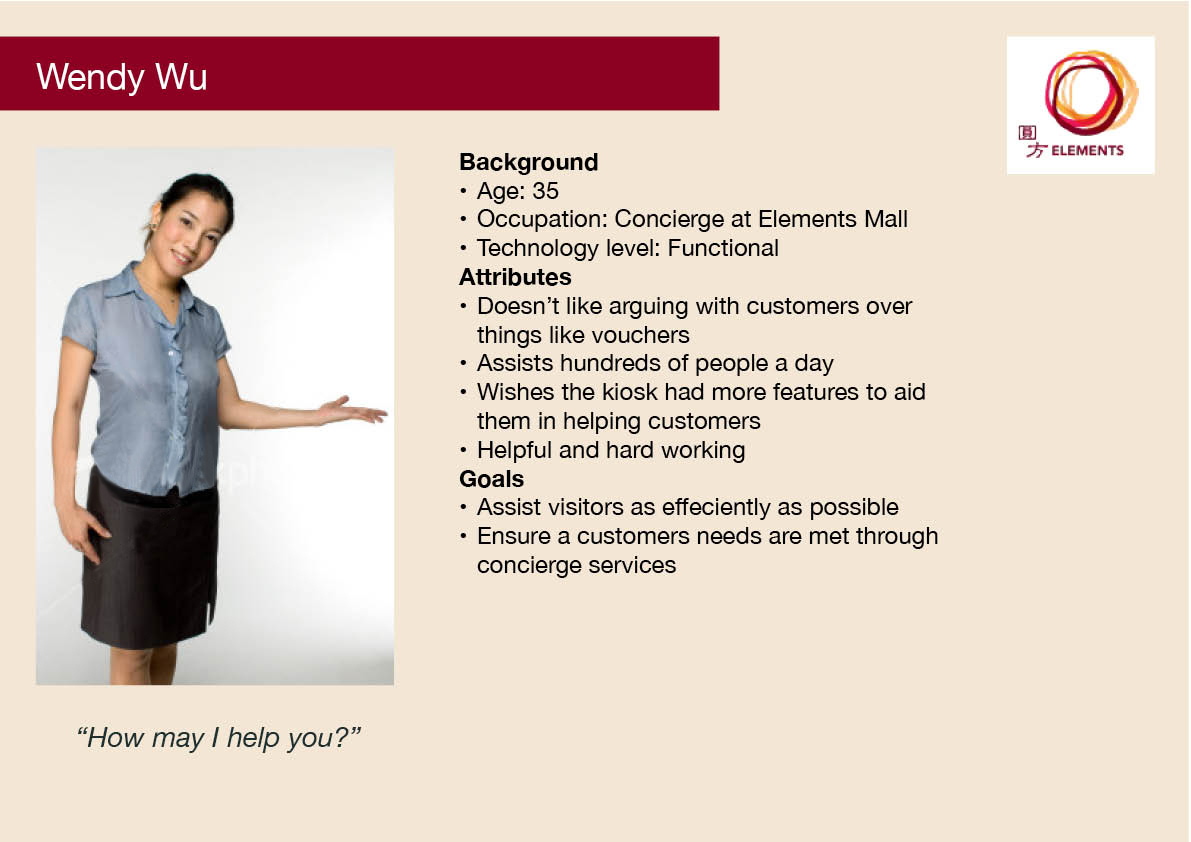 Wendy Wu
圓
方 ELEMENTS
Background
• Age: 35
• Occupation: Concierge at Elements Mall
• Technology level: Functional
Attributes
• Doesn’t like arguing with customers over
things like vouchers
• Assists hundreds of people a day
• Wishes the kiosk had more features to aid
them in helping customers
• Helpful and hard working
Goals
• Assist visitors as effeciently as possible
• Ensure a customers needs are met through
concierge services
“How may I help you?”